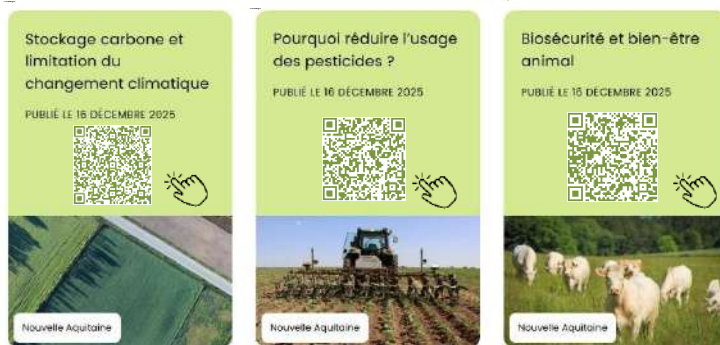 Stockage carbone et
limitation du
changement climatique
PUBLIÉ LE 16 DÉCEMBRE 2025
Nouvelle Aquitaine
Pourquoi réduire l'usage
des pesticides ?
PUBLIÉ LE 16 DÉCEMBRE 2025
Nouvelle Aquitaine
Biosécurité et bien-être
animal
PUBLIÉ LE 16 DÉCEMBRE 2025
Nouvelle Aquitaine